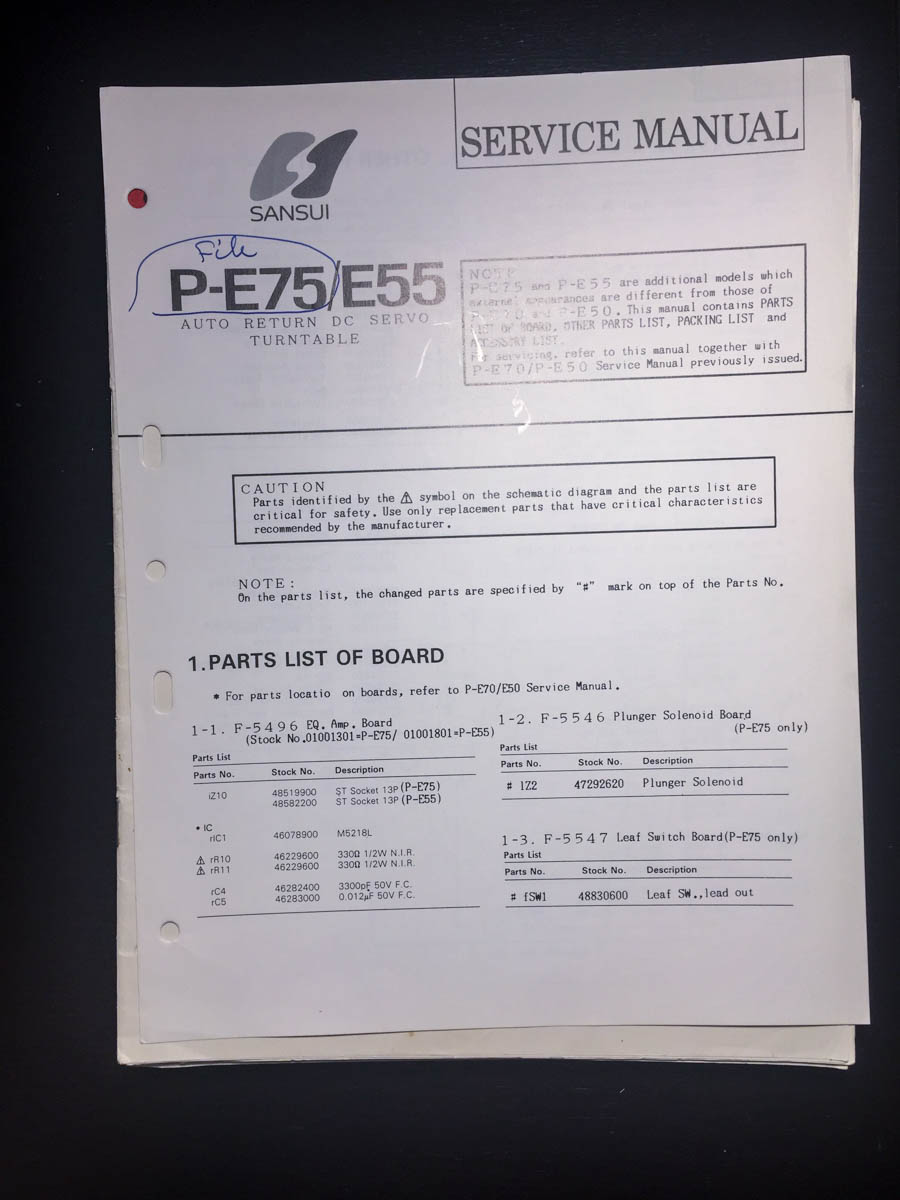 SERVICE MANUAL
SANSUI
File
P-E75/E55
AUTO RETURN DC SERVO
TURNTABLE
NOTE
P-E75 and P-E55 are additional models which
external appearances are different from those of
P-E70 and P-E50. This manual contains PARTS
LIST OF BOARD, OTHER PARTS LIST, PACKING LIST and
ACCESSORY LIST.
For servicing, refer to this manual together with
P-E70/P-E50 Service Manual previously issued.
CAUTION
Parts identified by the ⚠ symbol on the schematic diagram and the parts list are
critical for safety. Use only replacement parts that have critical characteristics
recommended by the manufacturer.
NOTE:
On the parts list, the changed parts are specified by "#" mark on top of the Parts No.
1.PARTS LIST OF BOARD
* For parts locatio on boards, refer to P-E70/E50 Service Manual.
1-1. F-5496 EQ. Amp. Board
(Stock No.01001301=P-E75/ 01001801=P-E55)
Parts List
Parts No. Stock No. Description
iZ10 48519900 ST Socket 13P (P-E75)
48582200 ST Socket 13P (P-E55)
• IC
rIC1 46078900 M5218L
⚠ rR10 46229600 330Ω 1/2W N.I.R.
⚠ rR11 46229600 330Ω 1/2W N.I.R.
rC4 46282400 3300pF 50V F.C.
rC5 46283000 0.012μF 50V F.C.
1-2. F-5546 Plunger Solenoid Board
(P-E75 only)
Parts List
Parts No. Stock No. Description
# 1Z2 47292620 Plunger Solenoid
1-3. F-5547 Leaf Switch Board(P-E75 only)
Parts List
Parts No. Stock No. Description
# fSW1 48830600 Leaf SW.,lead out